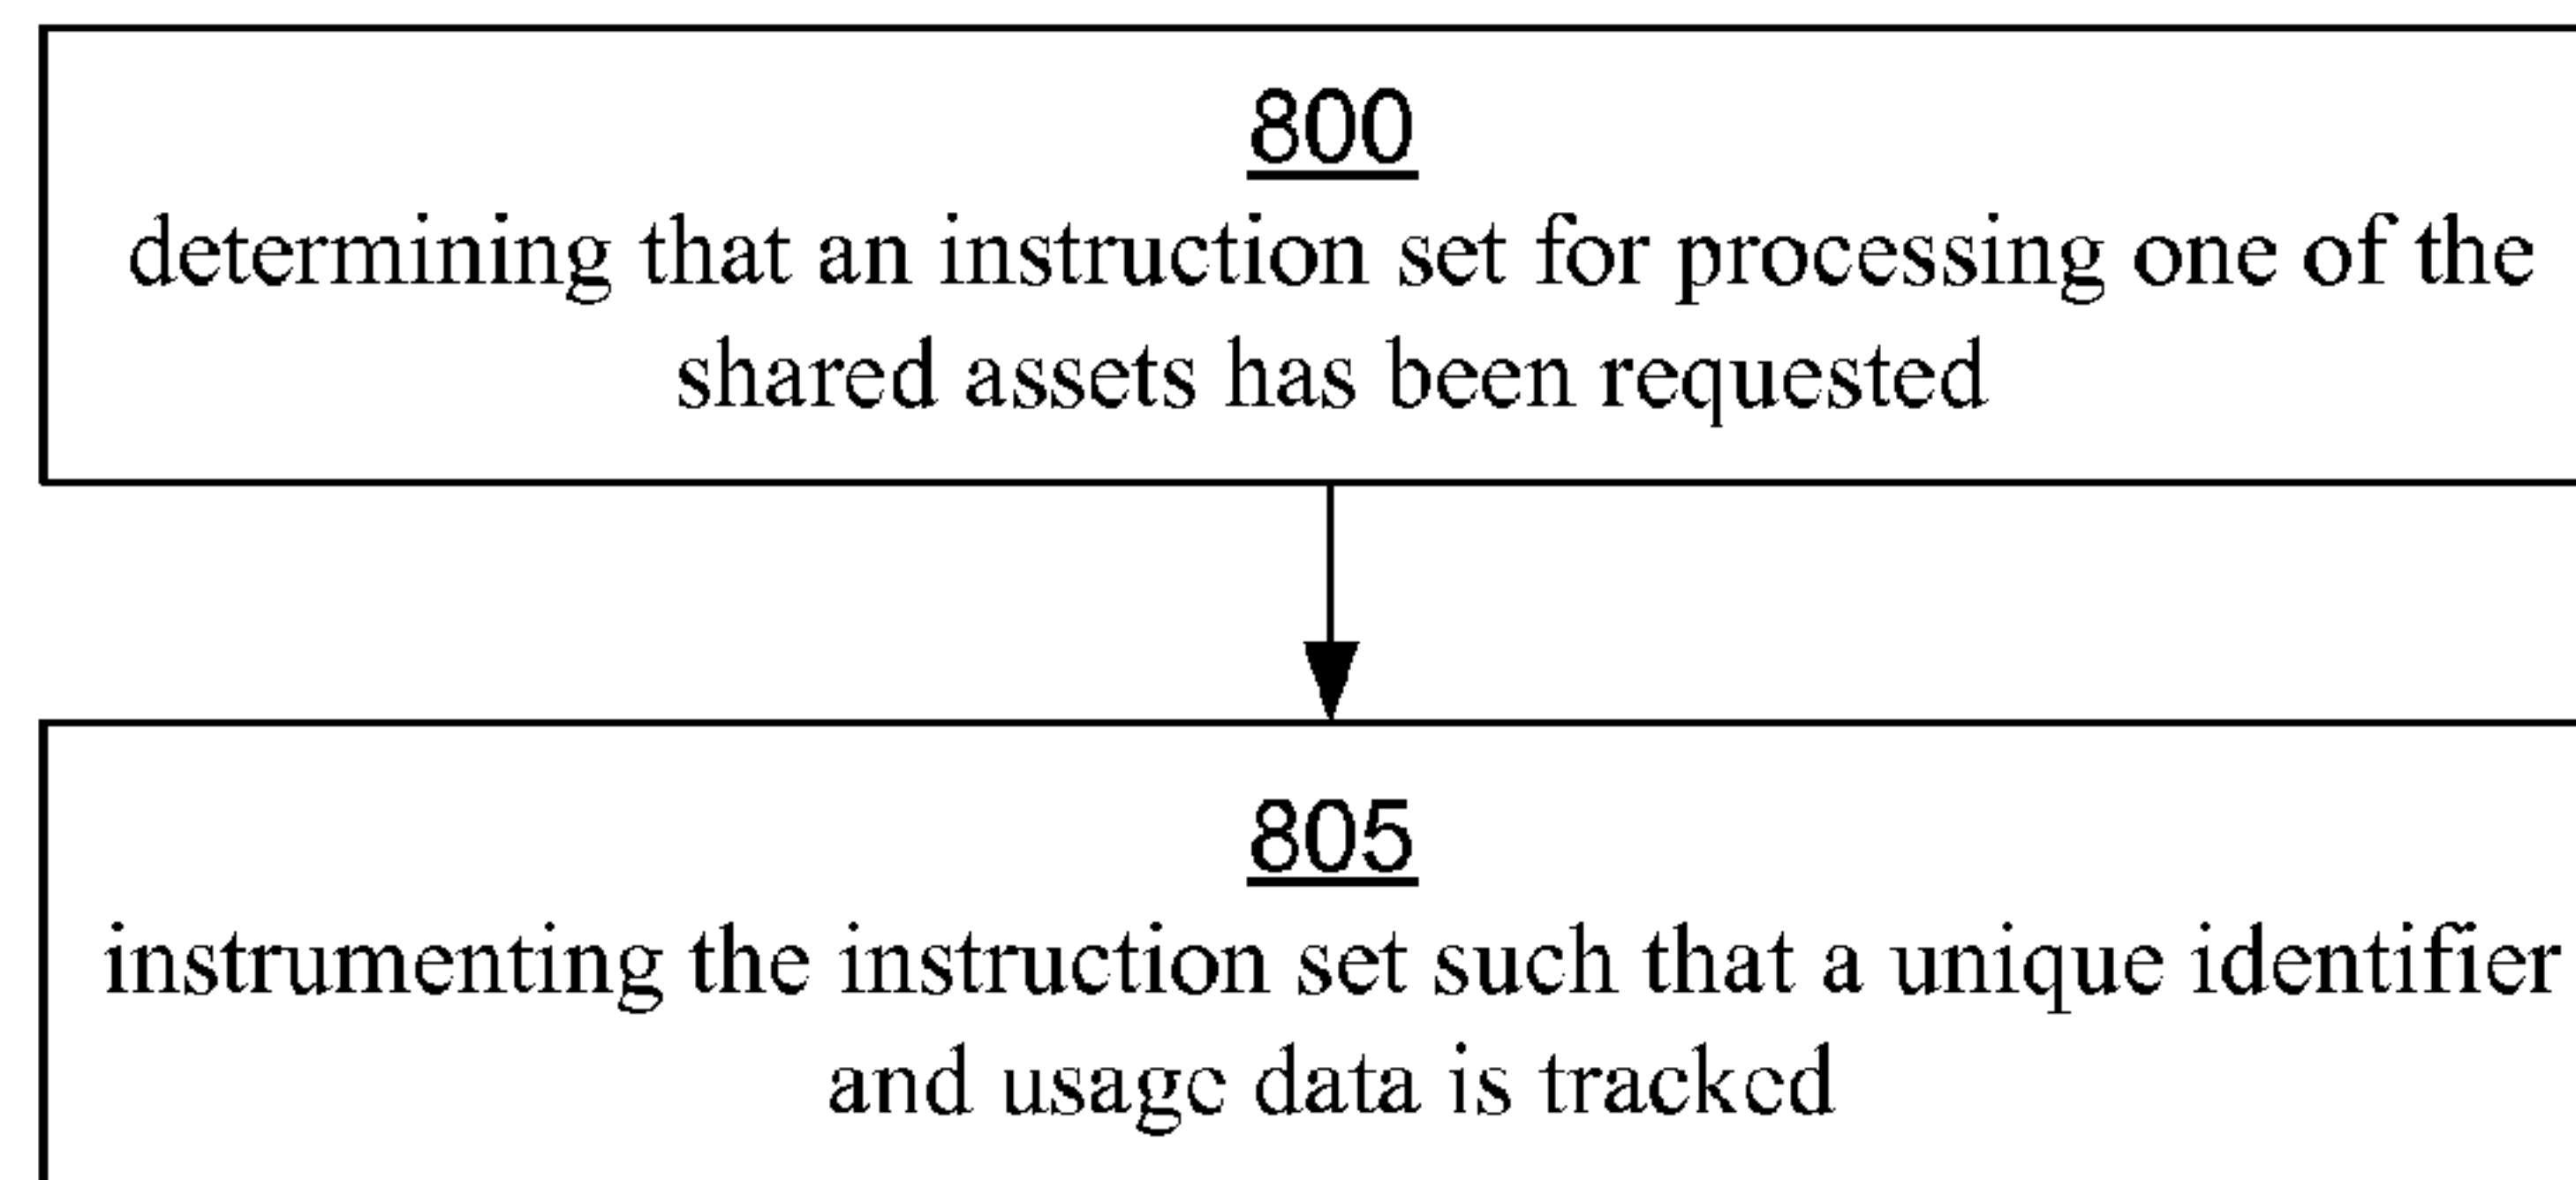 800
determining that an instruction set for processing one of the
shared assets has been requested
805
instrumenting the instruction set such that a unique identifier
and usage data is tracked